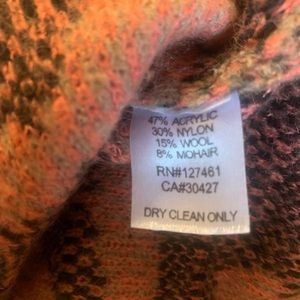 47% ACRYLIC
30% NYLON
15% WOOL
8% MOHAIR
RN#127461
CA#30427
DRY CLEAN ONLY